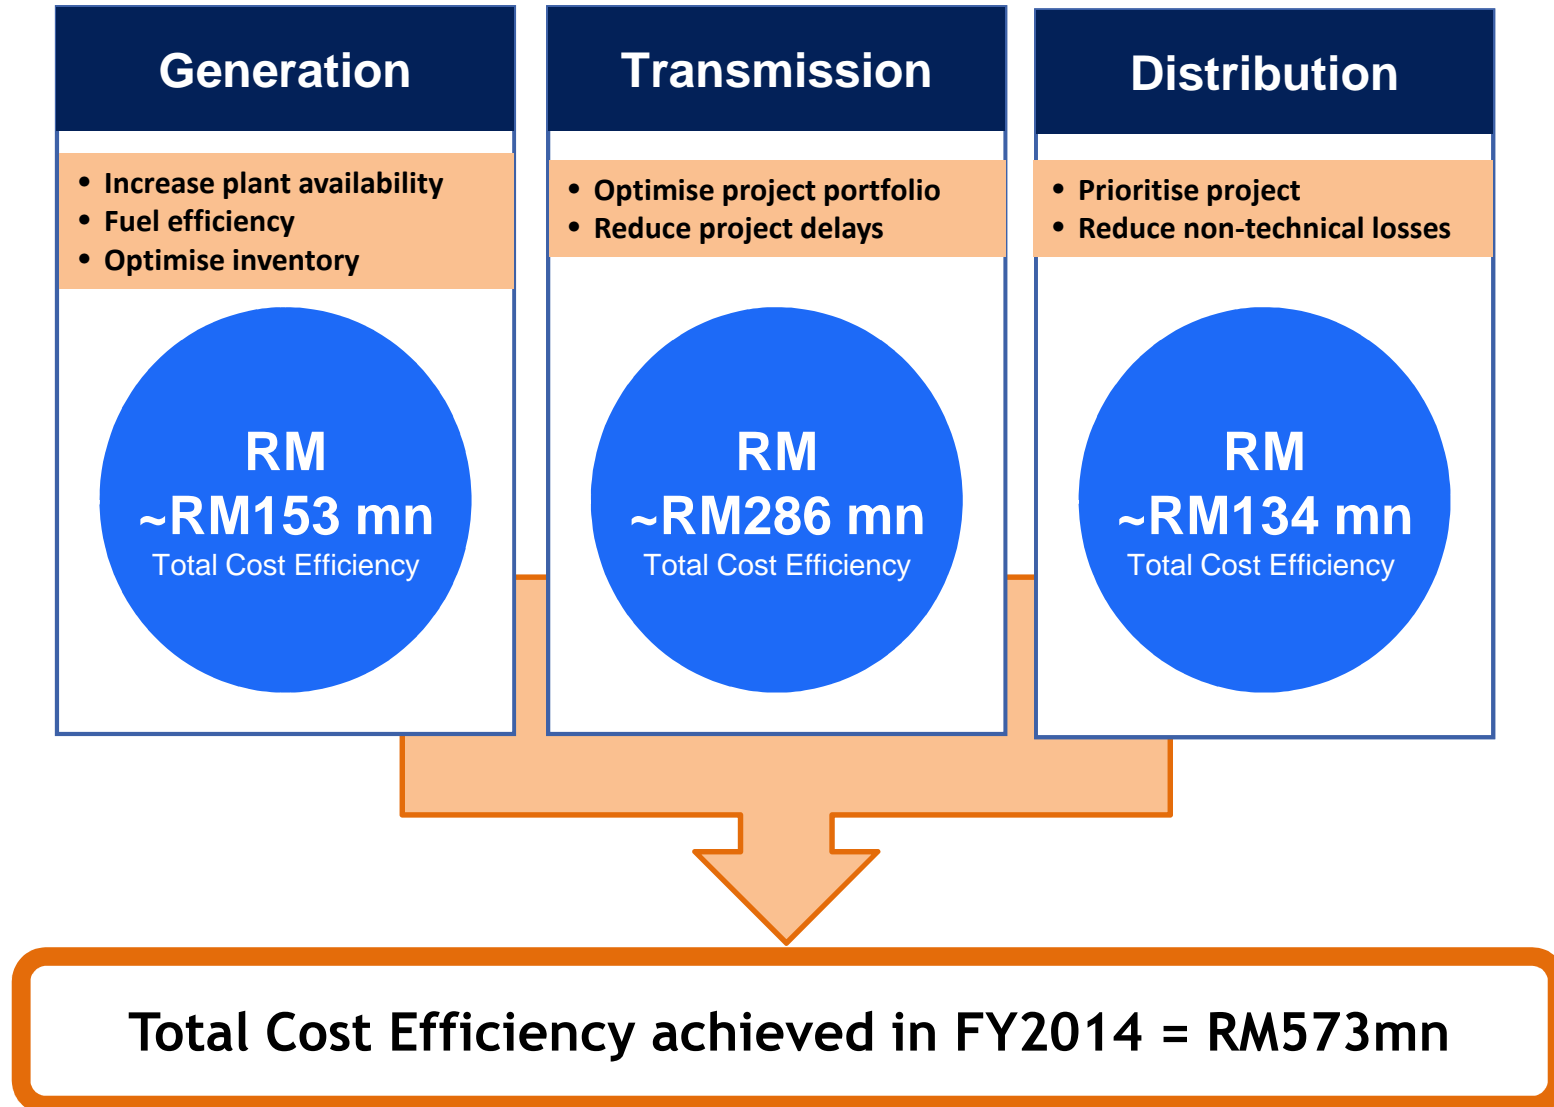 Generation
• Increase plant availability
• Fuel efficiency
• Optimise inventory
RM
~RM153 mn
Total Cost Efficiency
Transmission
• Optimise project portfolio
• Reduce project delays
RM
~RM286 mn
Total Cost Efficiency
Distribution
• Prioritise project
• Reduce non-technical losses
RM
~RM134 mn
Total Cost Efficiency
Total Cost Efficiency achieved in FY2014 = RM573mn